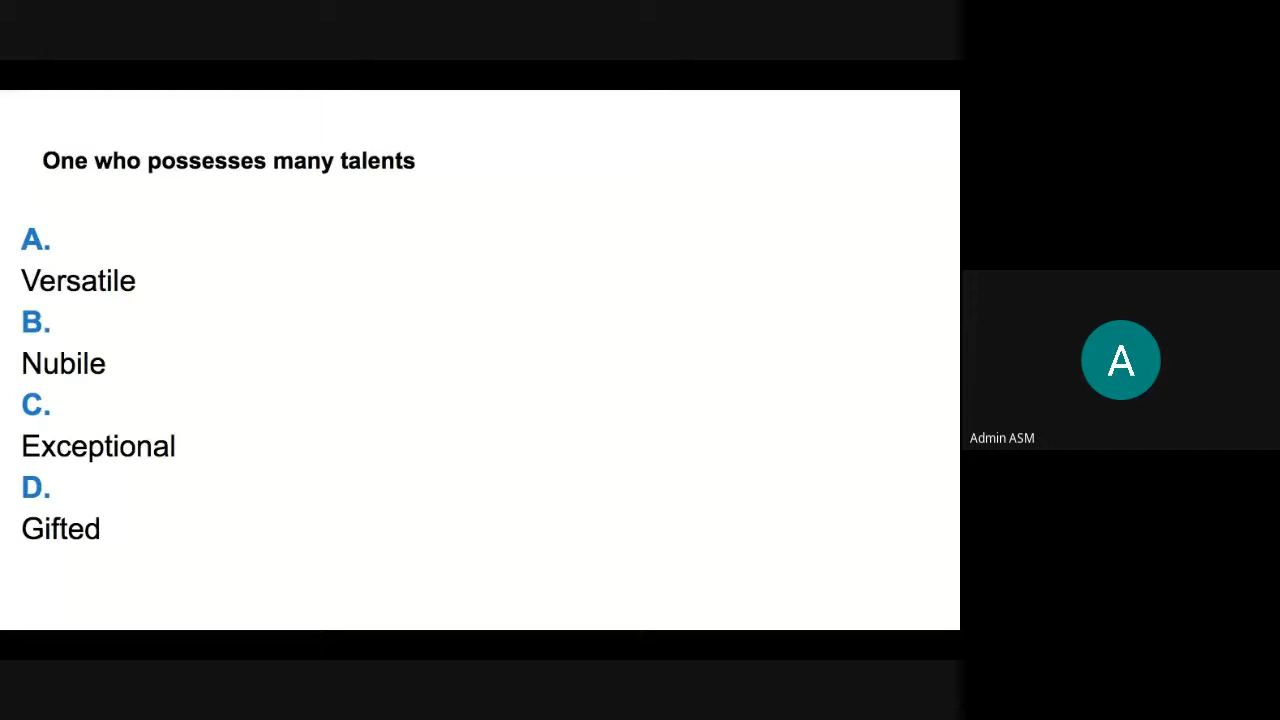 One who possesses many talents
A.
Versatile
B.
Nubile
C.
Exceptional
D.
Gifted
A
Admin ASM